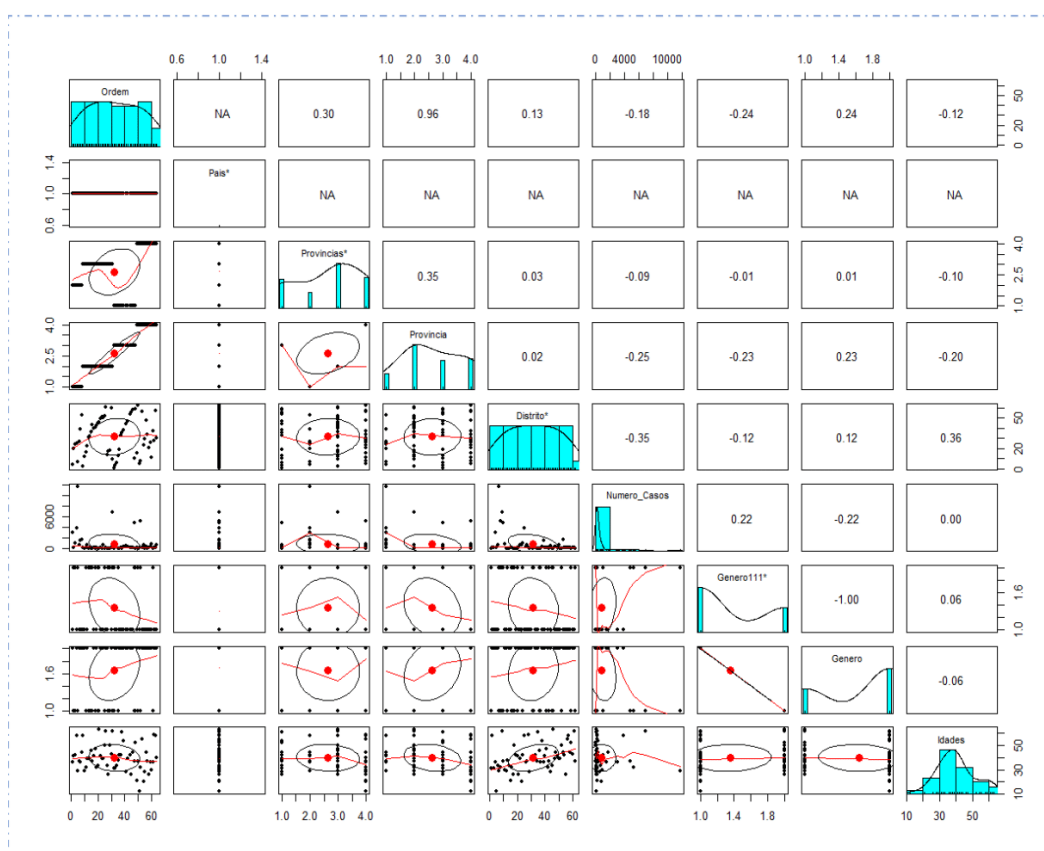 0.6 1.0 1.4 1.0 2.0 3.0 4.0 0 4000 10000 1.0 1.4 1.8
Ordem NA 0.30 0.96 0.13 -0.18 -0.24 0.24 -0.12 0 20 50
0.6 1.0 1.4 Pais* NA NA NA NA NA NA NA
Provincias* 0.35 0.03 -0.09 -0.01 0.01 -0.10 1.0 2.5 4.0
1.0 2.5 4.0 Provincia 0.02 -0.25 -0.23 0.23 -0.20
Distrito* -0.35 -0.12 0.12 0.36 0 20 50
0 6000 Numero_Casos 0.22 -0.22 0.00
Genero111* -1.00 0.06 1.0 1.6
1.0 1.6 Genero -0.06
Idades 10 30 50
0 20 40 60 1.0 2.0 3.0 4.0 0 20 40 60 1.0 1.4 1.8 10 30 50